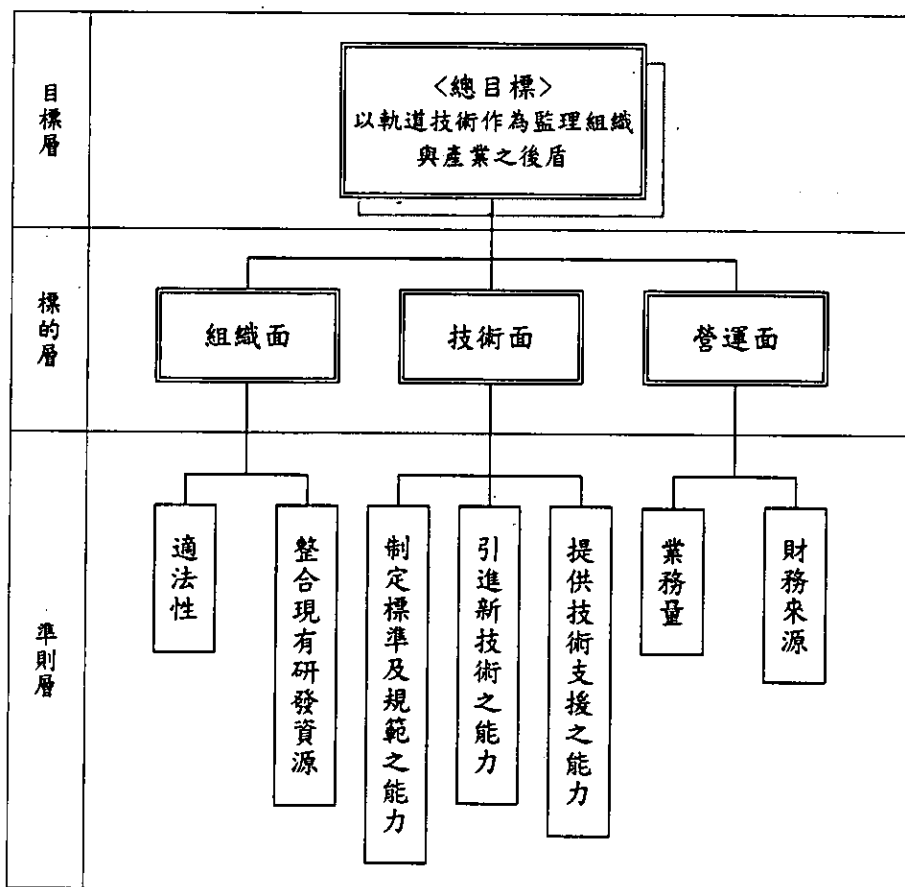 目標層
<總目標>
以軌道技術作為監理組織
與產業之後盾
標的層
組織面
技術面
營運面
準則層
適法性
整合現有研發資源
制定標準及規範之能力
引進新技術之能力
提供技術支援之能力
業務量
財務來源